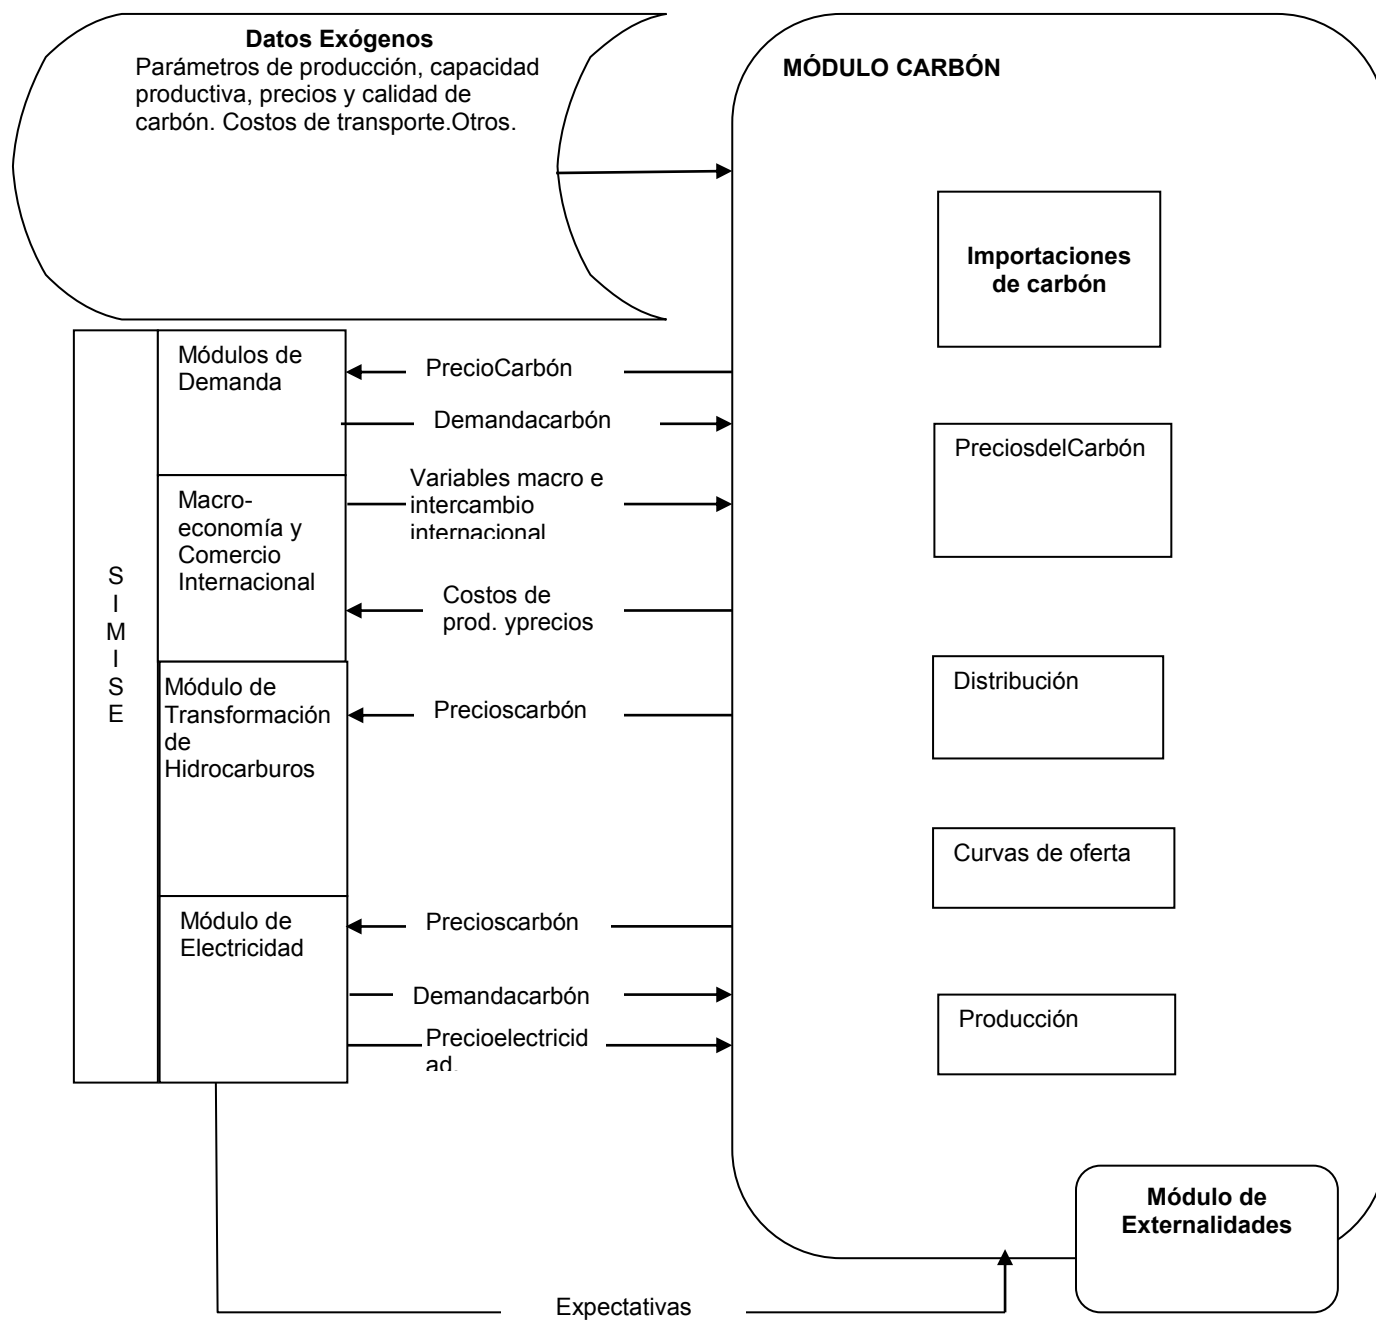 Datos Exógenos
Parámetros de producción, capacidad
productiva, precios y calidad de
carbón. Costos de transporte.Otros.
MÓDULO CARBÓN
Importaciones
de carbón
PreciosdelCarbón
Distribución
Curvas de oferta
Producción
Módulo de
Externalidades
S
I
M
I
S
E
Módulos de
Demanda
Macro-
economía y
Comercio
Internacional
Módulo de
Transformación
de
Hidrocarburos
Módulo de
Electricidad
PrecioCarbón
Demandacarbón
Variables macro e
intercambio
internacional
Costos de
prod. yprecios
Precioscarbón
Precioscarbón
Demandacarbón
Precioelectricid
ad.
Expectativas